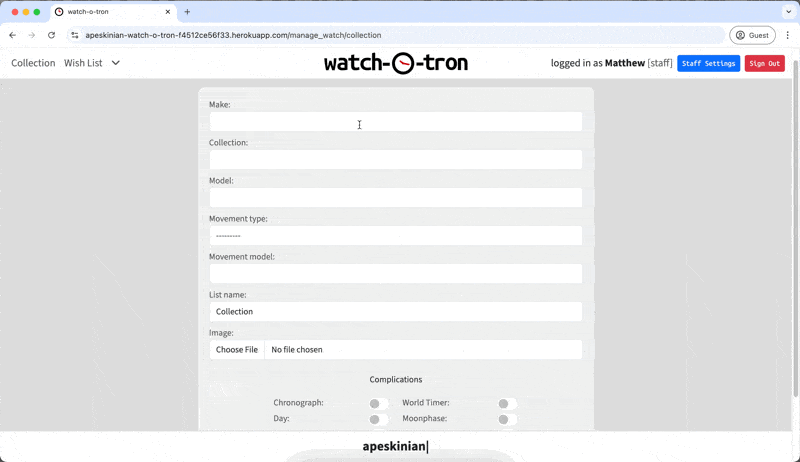 watch-o-tron
apeskinian-watch-o-tron-f4512ce56f33.herokuapp.com/manage_watch/collection
Guest
Collection Wish List
watch-O-tron
logged in as Matthew [staff]
Staff Settings
Sign Out
Make:
Collection:
Model:
Movement type:
---------
Movement model:
List name:
Collection
Image:
Choose File No file chosen
Complications
Chronograph: World Timer:
Day: Moonphase:
apeskinian|